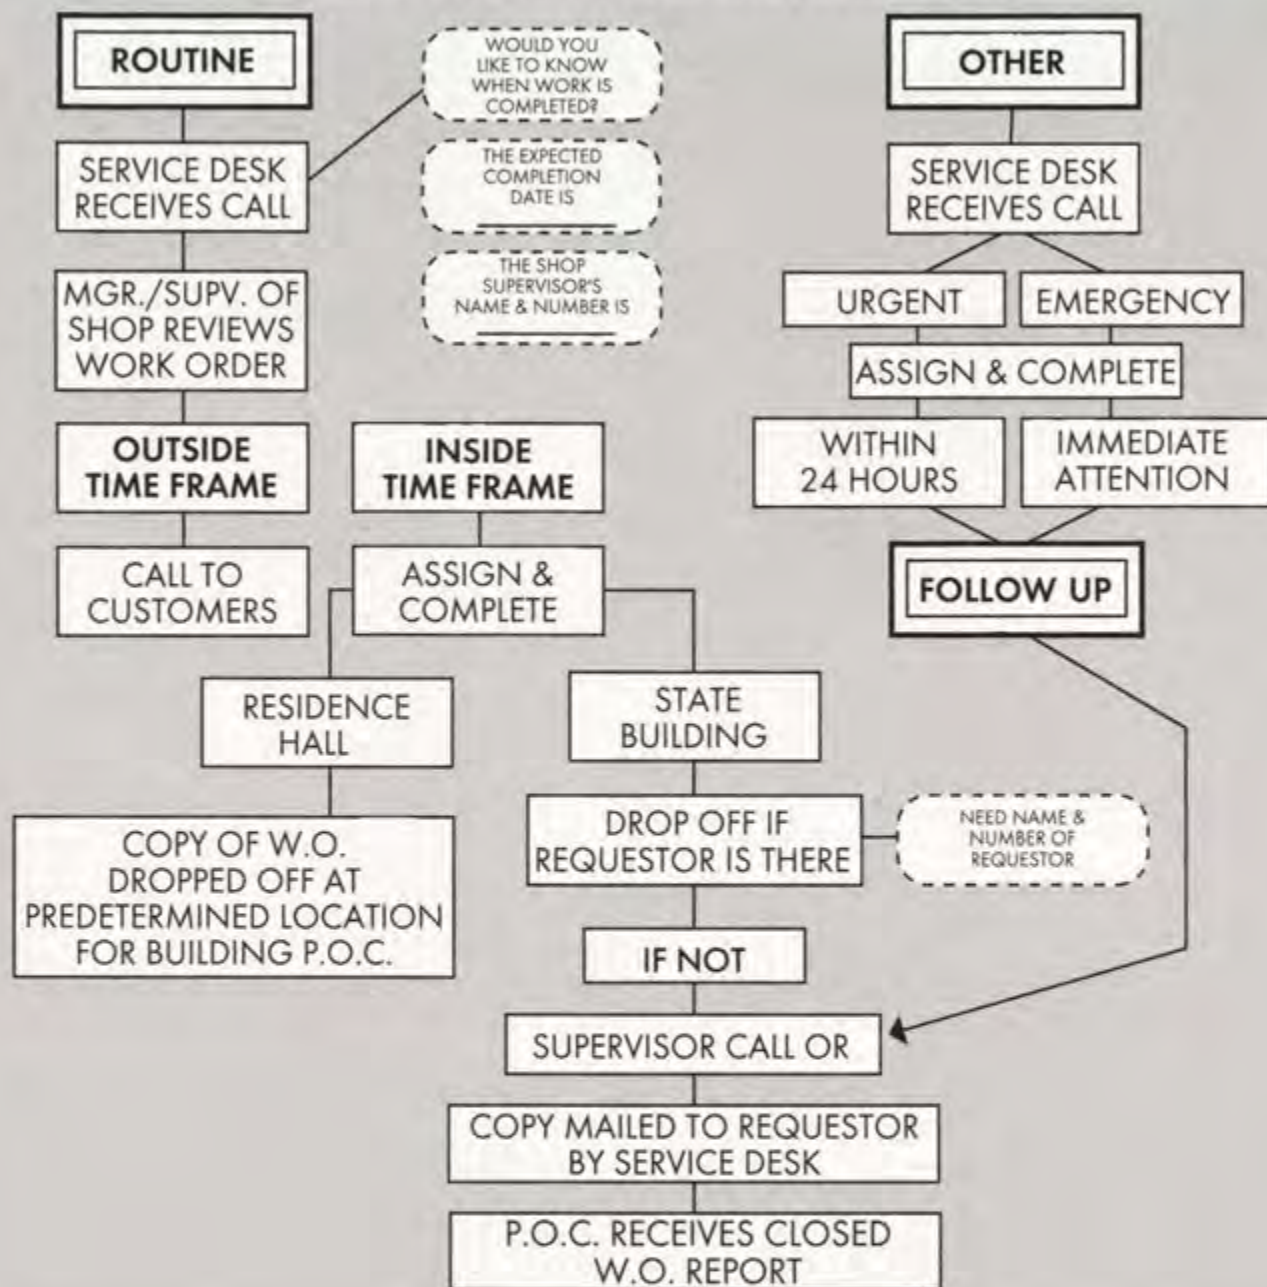 ROUTINE
SERVICE DESK
RECEIVES CALL
WOULD YOU
LIKE TO KNOW
WHEN WORK IS
COMPLETED?
THE EXPECTED
COMPLETION
DATE IS
THE SHOP
SUPERVISOR'S
NAME & NUMBER IS
MGR./SUPV. OF
SHOP REVIEWS
WORK ORDER
OUTSIDE
TIME FRAME
CALL TO
CUSTOMERS
INSIDE
TIME FRAME
ASSIGN &
COMPLETE
RESIDENCE
HALL
COPY OF W.O.
DROPPED OFF AT
PREDETERMINED LOCATION
FOR BUILDING P.O.C.
STATE
BUILDING
DROP OFF IF
REQUESTOR IS THERE
NEED NAME &
NUMBER OF
REQUESTOR
IF NOT
SUPERVISOR CALL OR
COPY MAILED TO REQUESTOR
BY SERVICE DESK
P.O.C. RECEIVES CLOSED
W.O. REPORT
OTHER
SERVICE DESK
RECEIVES CALL
URGENT
EMERGENCY
ASSIGN & COMPLETE
WITHIN
24 HOURS
IMMEDIATE
ATTENTION
FOLLOW UP